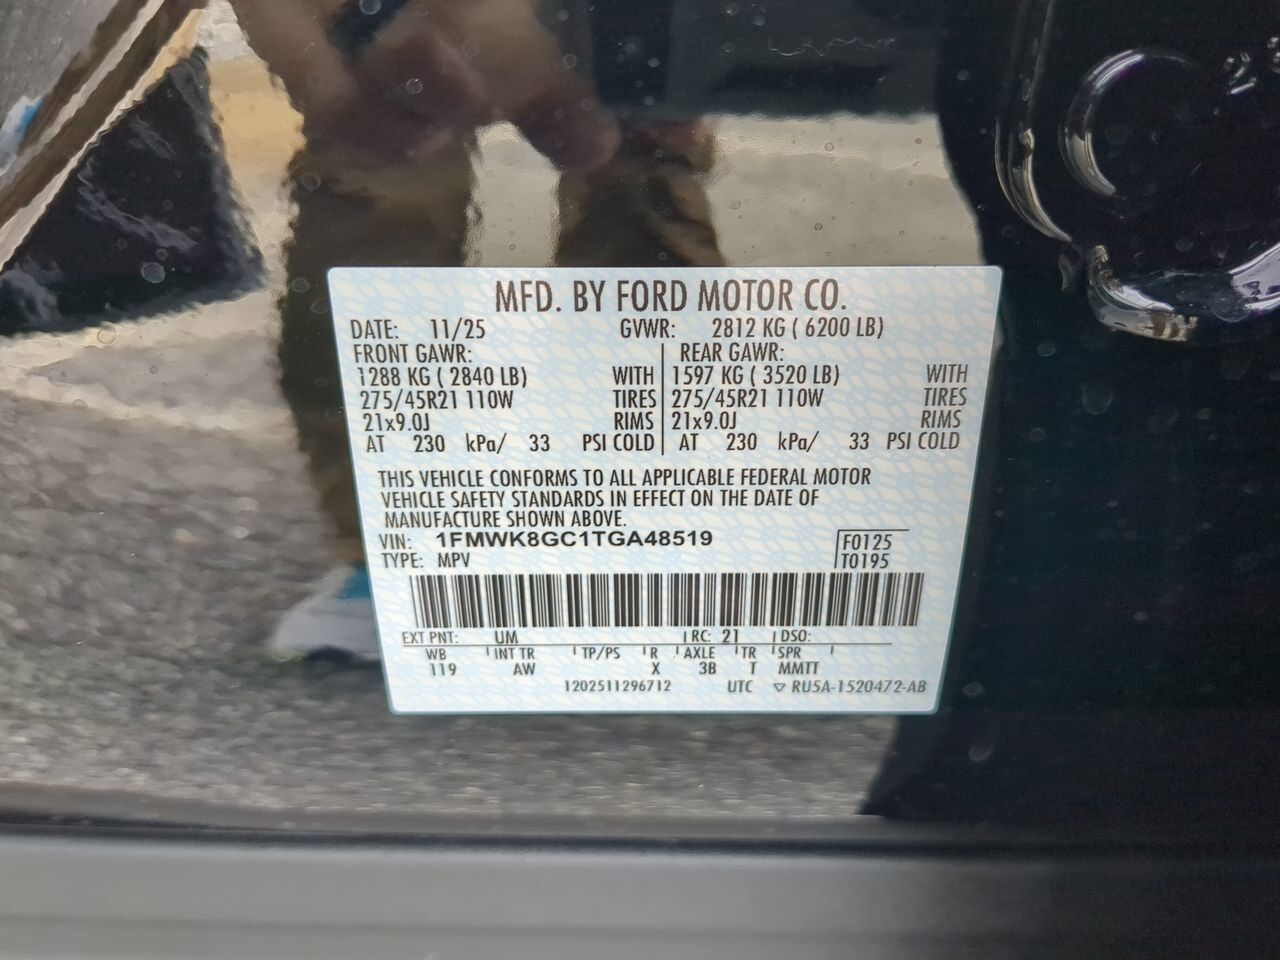 MFD. BY FORD MOTOR CO.
DATE: 11/25 GVWR: 2812 KG ( 6200 LB)
FRONT GAWR: REAR GAWR:
1288 KG ( 2840 LB) WITH 1597 KG ( 3520 LB) WITH
275/45R21 110W TIRES 275/45R21 110W TIRES
21x9.0J RIMS 21x9.0J RIMS
AT 230 kPa/ 33 PSI COLD AT 230 kPa/ 33 PSI COLD
THIS VEHICLE CONFORMS TO ALL APPLICABLE FEDERAL MOTOR
VEHICLE SAFETY STANDARDS IN EFFECT ON THE DATE OF
MANUFACTURE SHOWN ABOVE.
VIN: 1FMWK8GC1TGA48519 F0125
TYPE: MPV T0195
EXT PNT: UM RC: 21 DSO:
WB INT TR TP/PS R AXLE TR SPR
119 AW X 3B T MMTT
1202511296712 UTC ▽ RU5A-1520472-AB